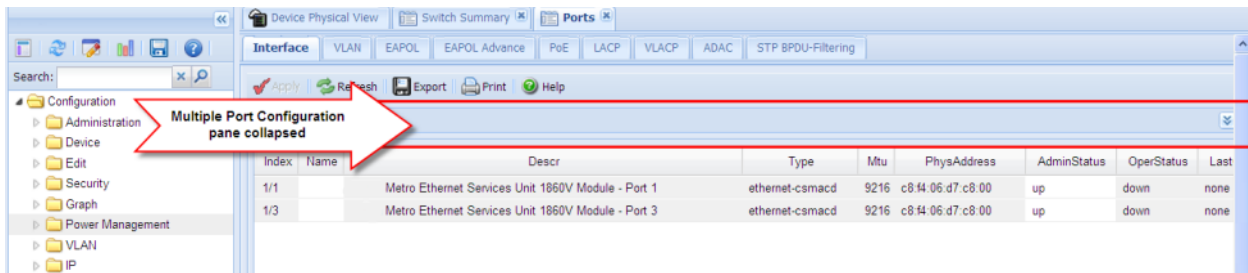 Device Physical View
Switch Summary
Ports
Interface
VLAN
EAPOL
EAPOL Advance
PoE
LACP
VLACP
ADAC
STP BPDU-Filtering
Search:
Apply
Refresh
Export
Print
Help
Configuration
Administration
Device
Edit
Security
Graph
Power Management
VLAN
IP
Multiple Port Configuration
pane collapsed
Index Name Descr Type Mtu PhysAddress AdminStatus OperStatus Last
1/1 Metro Ethernet Services Unit 1860V Module - Port 1 ethernet-csmacd 9216 c8:f4:06:d7:c8:00 up down none
1/3 Metro Ethernet Services Unit 1860V Module - Port 3 ethernet-csmacd 9216 c8:f4:06:d7:c8:00 up down none